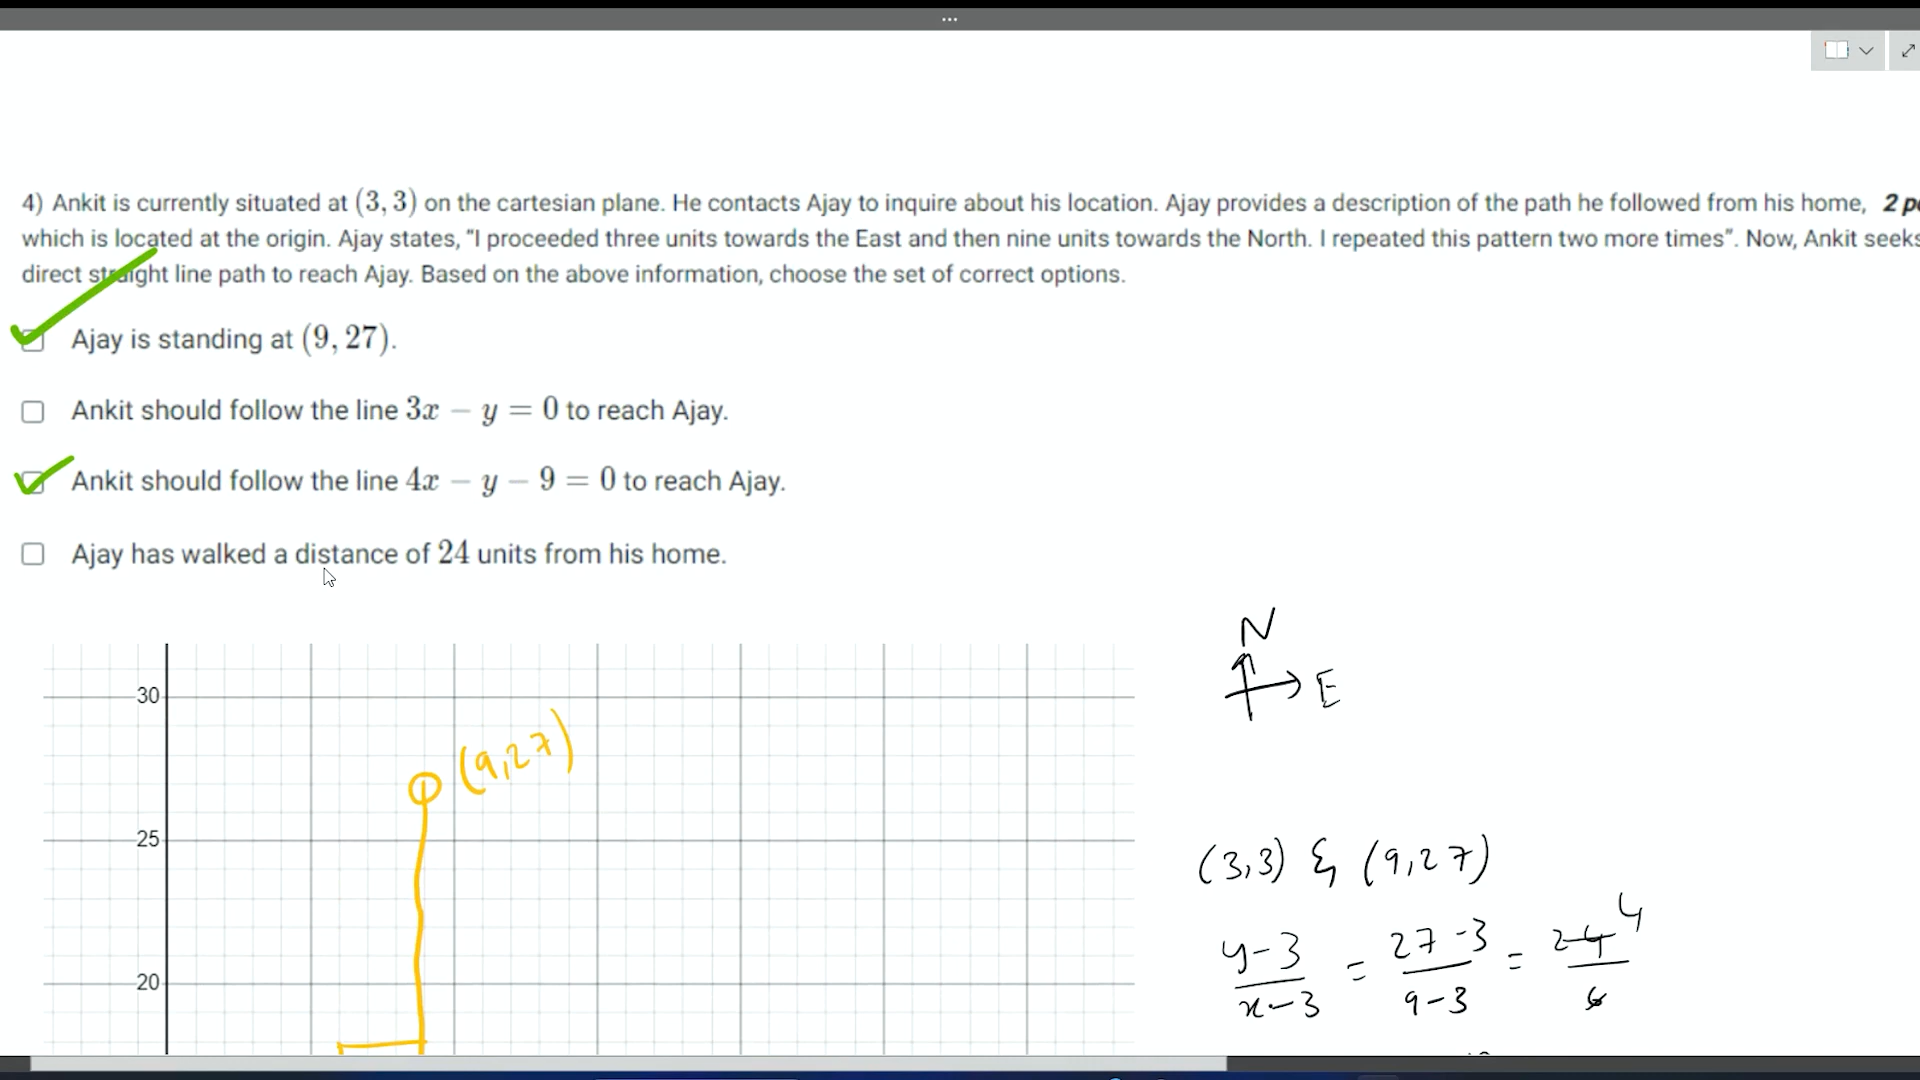 ...
4) Ankit is currently situated at (3, 3) on the cartesian plane. He contacts Ajay to inquire about his location. Ajay provides a description of the path he followed from his home, 2 p
which is located at the origin. Ajay states, "I proceeded three units towards the East and then nine units towards the North. I repeated this pattern two more times". Now, Ankit seeks
direct straight line path to reach Ajay. Based on the above information, choose the set of correct options.
Ajay is standing at (9, 27).
Ankit should follow the line 3x − y = 0 to reach Ajay.
Ankit should follow the line 4x − y − 9 = 0 to reach Ajay.
Ajay has walked a distance of 24 units from his home.
N
E
30
(9,27)
25
20
(3,3) & (9,27)
y-3/x-3 = 27-3/9-3 = 24/6 4